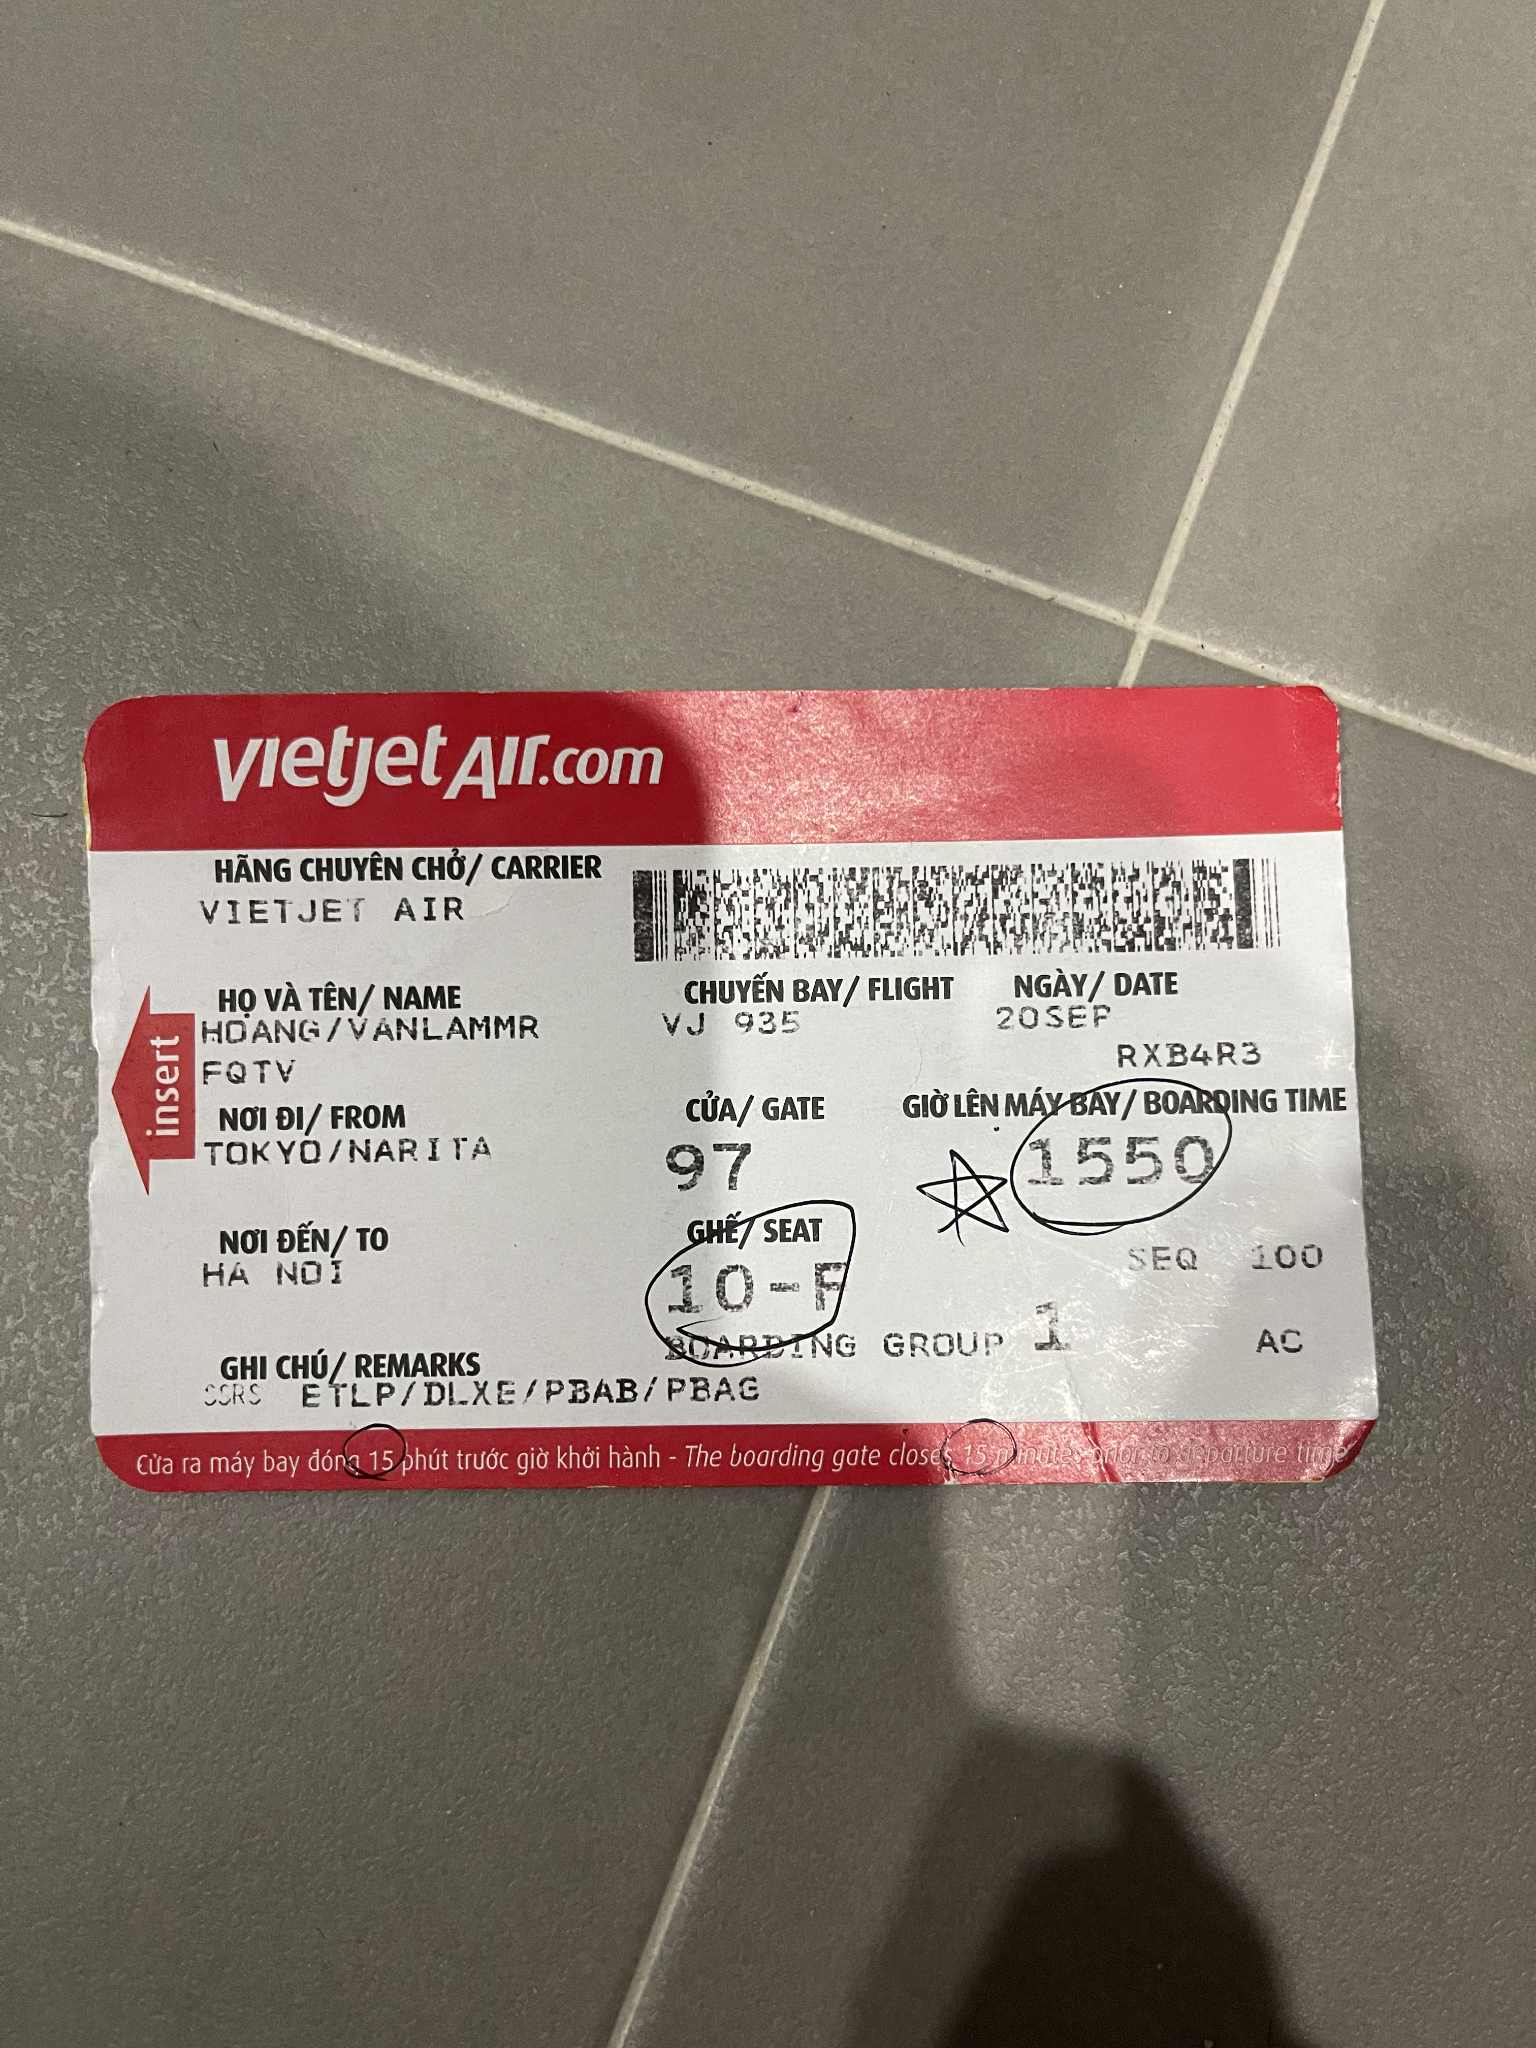 vietjetAir.com
HÃNG CHUYÊN CHỞ/ CARRIER
VIETJET AIR
HỌ VÀ TÊN/ NAME
HOANG/VANLAMMR
CHUYẾN BAY/ FLIGHT
VJ 935
NGÀY/ DATE
20SEP
FQTV
RXB4R3
insert
NƠI ĐI/ FROM
TOKYO/NARITA
CỬA/ GATE
97
GIỜ LÊN MÁY BAY/ BOARDING TIME
1550
NƠI ĐẾN/ TO
HA NOI
GHẾ/ SEAT
10-F
SEQ 100
BOARDING GROUP 1
AC
GHI CHÚ/ REMARKS
SSRS ETLP/DLXE/PBAB/PBAG
Cửa ra máy bay đóng 15 phút trước giờ khởi hành - The boarding gate closes 15 minutes prior to departure time